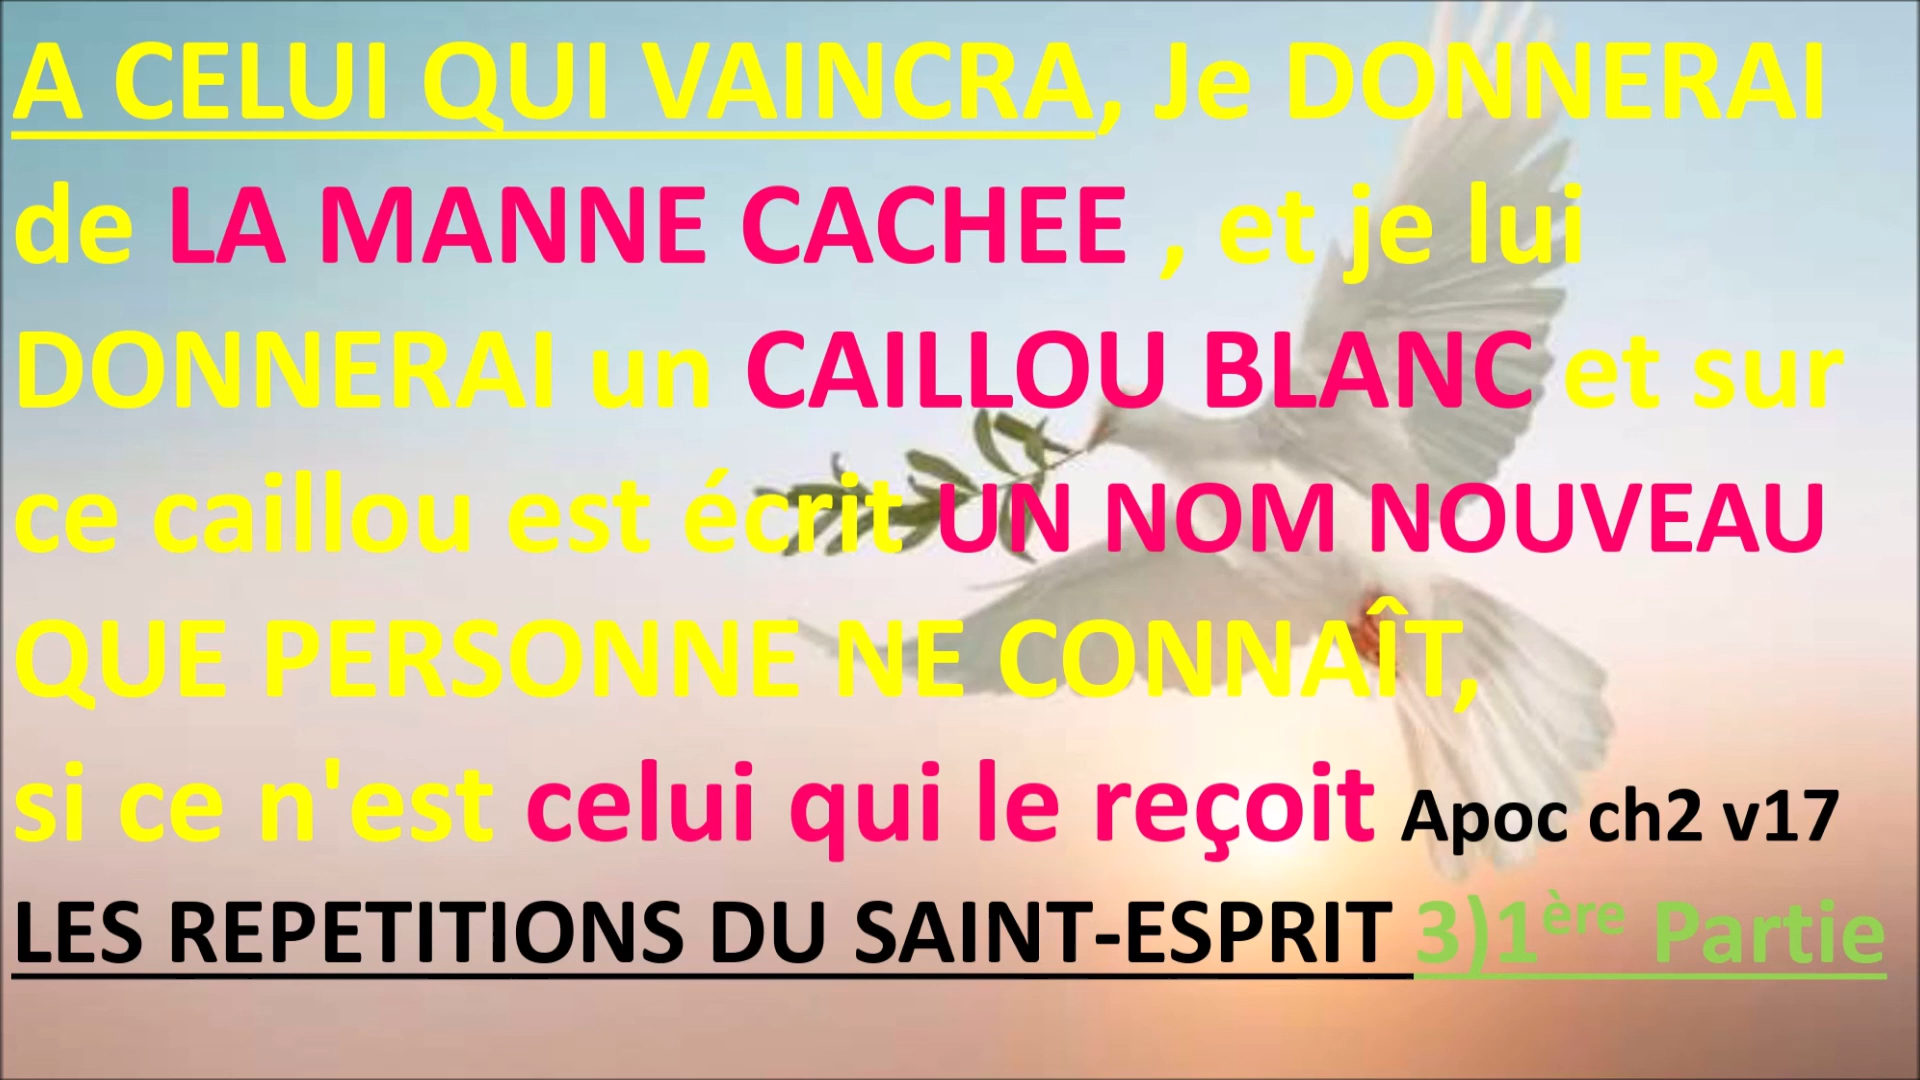 A CELUI QUI VAINCRA, Je DONNERAI
de LA MANNE CACHEE , et je lui
DONNERAI un CAILLOU BLANC et sur
ce caillou est écrit UN NOM NOUVEAU
QUE PERSONNE NE CONNAÎT,
si ce n'est celui qui le reçoit Apoc ch2 v17
LES REPETITIONS DU SAINT-ESPRIT 3)1ère Partie